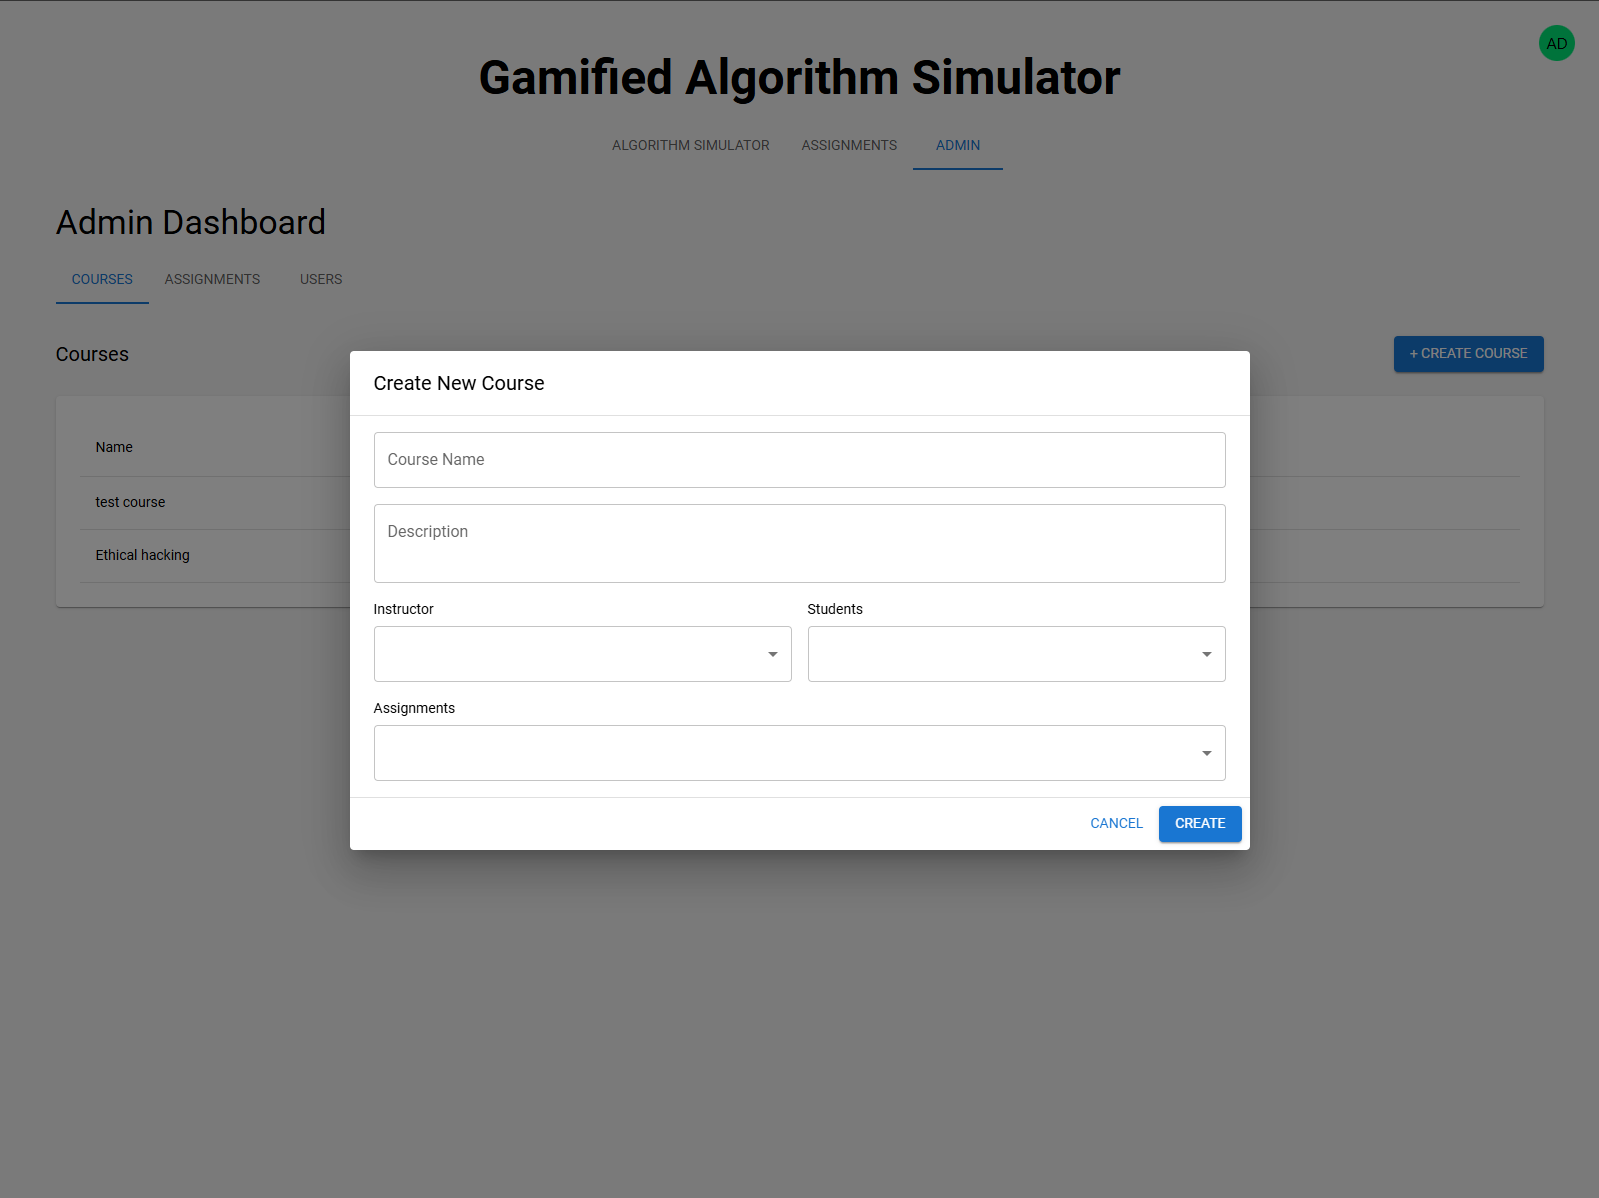 AD
Gamified Algorithm Simulator
ALGORITHM SIMULATOR ASSIGNMENTS ADMIN
Admin Dashboard
COURSES ASSIGNMENTS USERS
Courses
+ CREATE COURSE
Name
test course
Ethical hacking
Create New Course
Course Name
Description
Instructor Students
Assignments
CANCEL CREATE